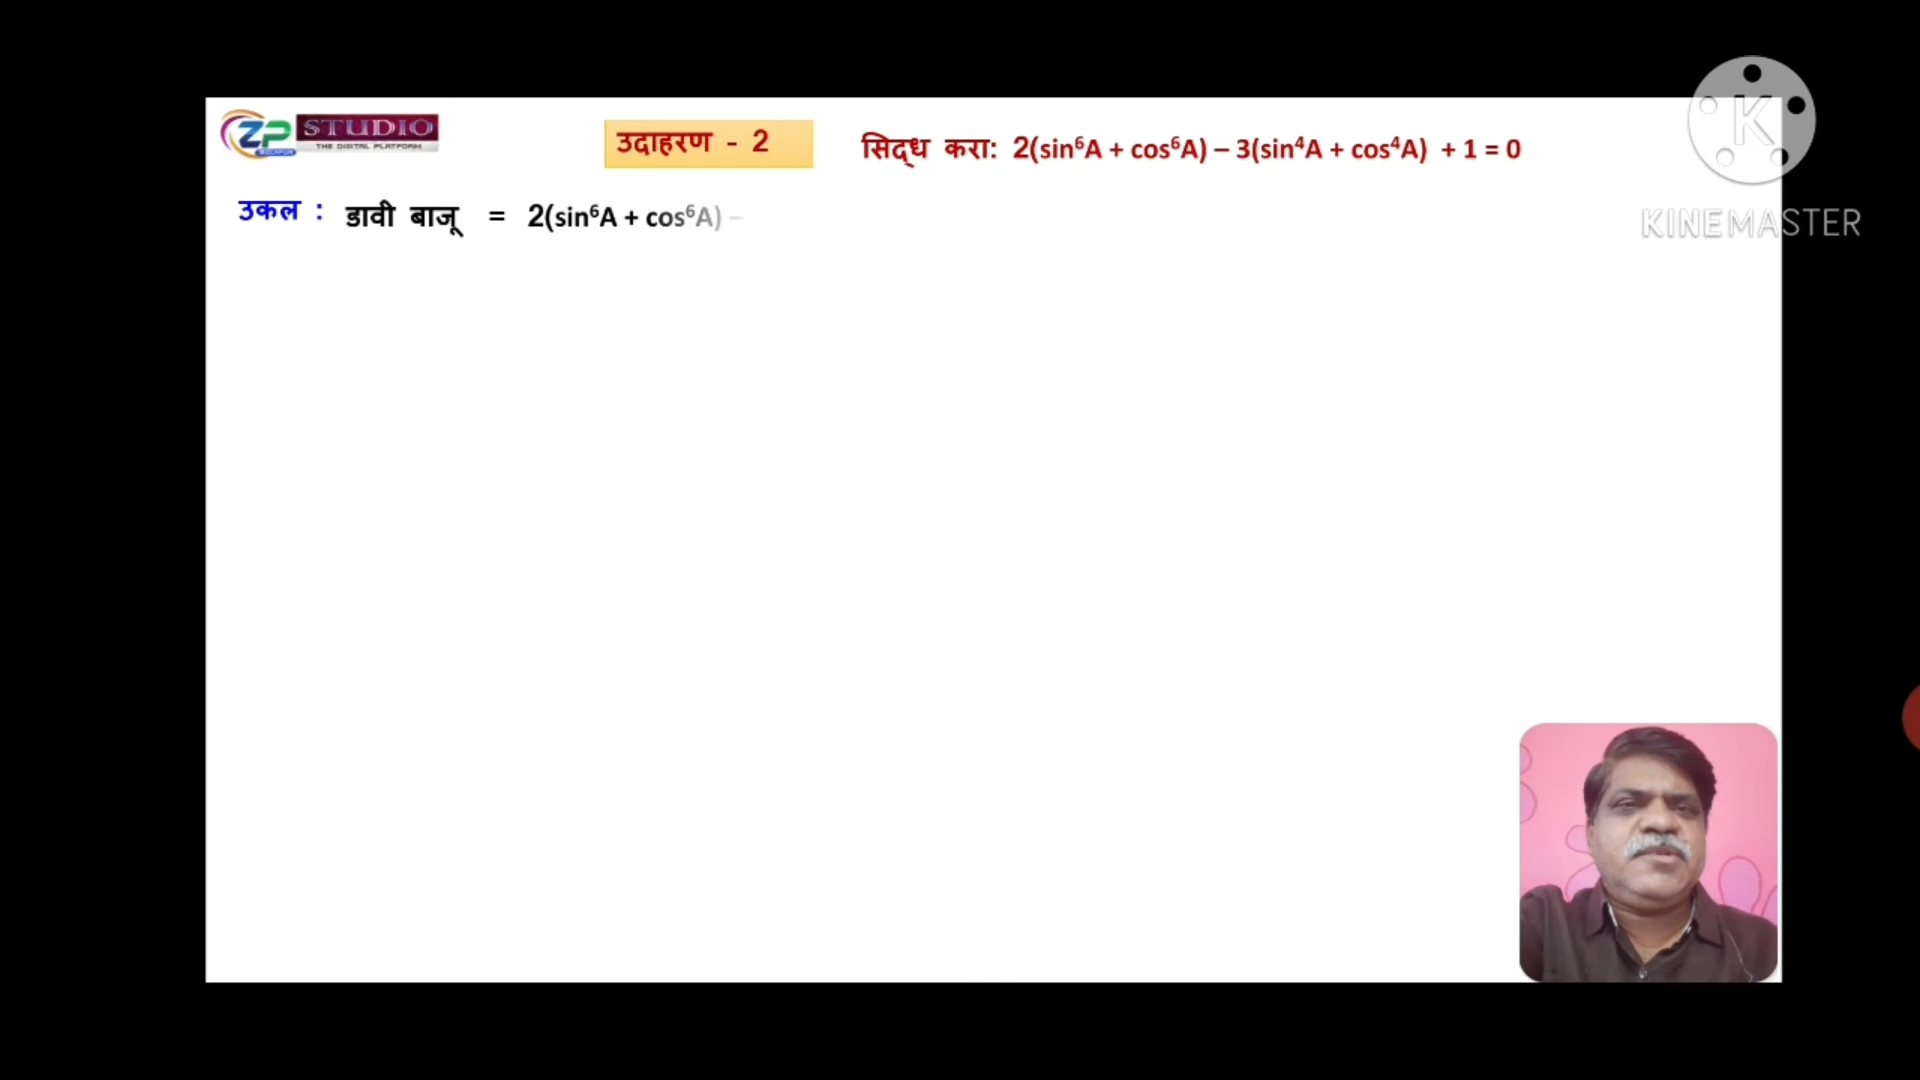 ZP STUDIO
THE DIGITAL PLATFORM
उदाहरण - 2
सिद्ध करा: 2(sin⁶A + cos⁶A) – 3(sin⁴A + cos⁴A) + 1 = 0
K
KINEMASTER
उकल : डावी बाजू = 2(sin⁶A + cos⁶A) –